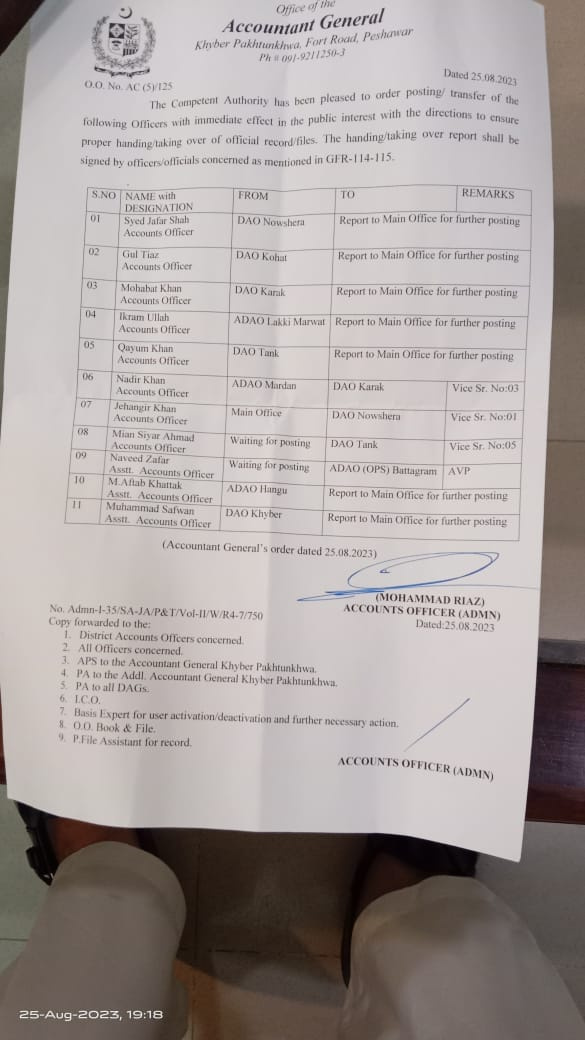 Office of the
Accountant General
Khyber Pakhtunkhwa, Fort Road, Peshawar
Ph # 091-9211250-3
O.O. No. AC (5)/125
Dated 25.08.2023
The Competent Authority has been pleased to order posting/ transfer of the
following Officers with immediate effect in the public interest with the directions to ensure
proper handing/taking over of official record/files. The handing/taking over report shall be
signed by officers/officials concerned as mentioned in GFR-114-115.
S.NO NAME with DESIGNATION FROM TO REMARKS
01 Syed Jafar Shah Accounts Officer DAO Nowshera Report to Main Office for further posting
02 Gul Tiaz Accounts Officer DAO Kohat Report to Main Office for further posting
03 Mohabat Khan Accounts Officer DAO Karak Report to Main Office for further posting
04 Ikram Ullah Accounts Officer ADAO Lakki Marwat Report to Main Office for further posting
05 Qayum Khan Accounts Officer DAO Tank Report to Main Office for further posting
06 Nadir Khan Accounts Officer ADAO Mardan DAO Karak Vice Sr. No:03
07 Jehangir Khan Accounts Officer Main Office DAO Nowshera Vice Sr. No:01
08 Mian Siyar Ahmad Accounts Officer Waiting for posting DAO Tank Vice Sr. No:05
09 Naveed Zafar Asstt. Accounts Officer Waiting for posting ADAO (OPS) Battagram AVP
10 M.Aftab Khattak Asstt. Accounts Officer ADAO Hangu Report to Main Office for further posting
11 Muhammad Safwan Asstt. Accounts Officer DAO Khyber Report to Main Office for further posting
(Accountant General's order dated 25.08.2023)
(MOHAMMAD RIAZ)
ACCOUNTS OFFICER (ADMN)
Dated:25.08.2023
No. Admn-I-35/SA-JA/P&T/Vol-II/W/R4-7/750
Copy forwarded to the:
1. District Accounts Offcers concerned.
2. All Officers concerned.
3. APS to the Accountant General Khyber Pakhtunkhwa.
4. PA to the Addl. Accountant General Khyber Pakhtunkhwa.
5. PA to all DAGs.
6. I.C.O.
7. Basis Expert for user activation/deactivation and further necessary action.
8. O.O. Book & File.
9. P.File Assistant for record.
ACCOUNTS OFFICER (ADMN)
25-Aug-2023, 19:18